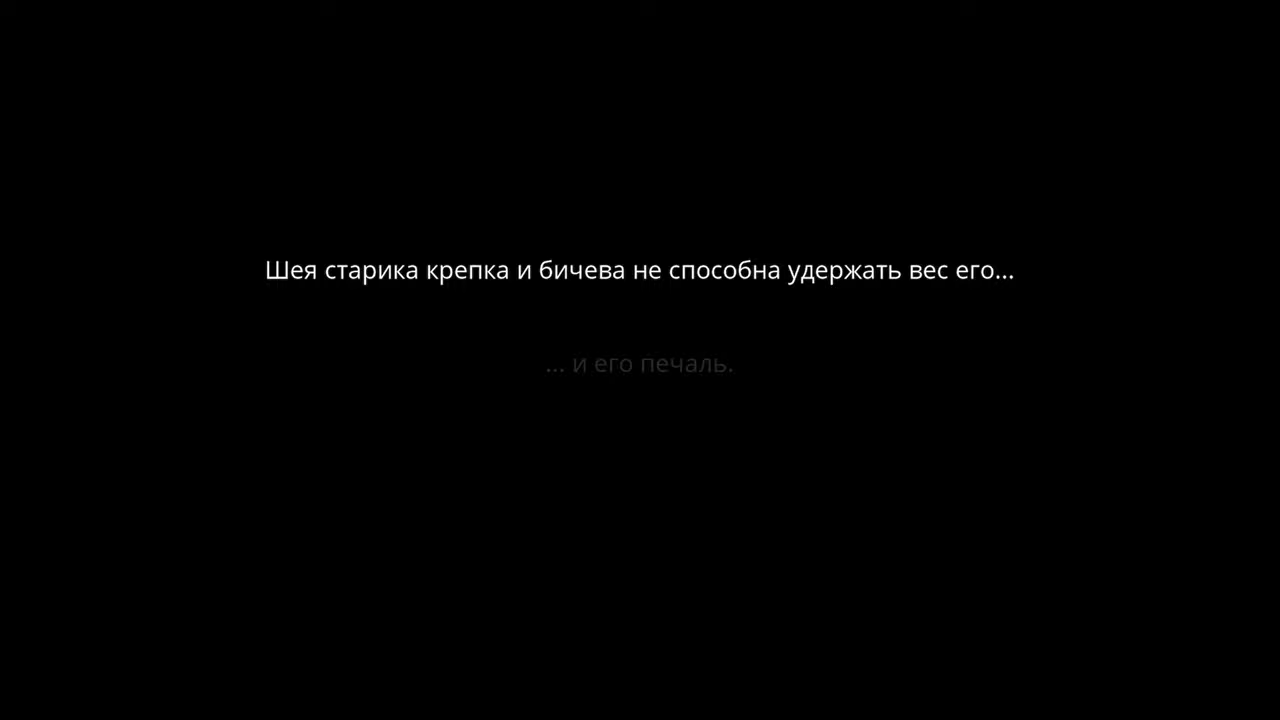 Шея старика крепка и бичева не способна удержать вес его...
... и его печаль.